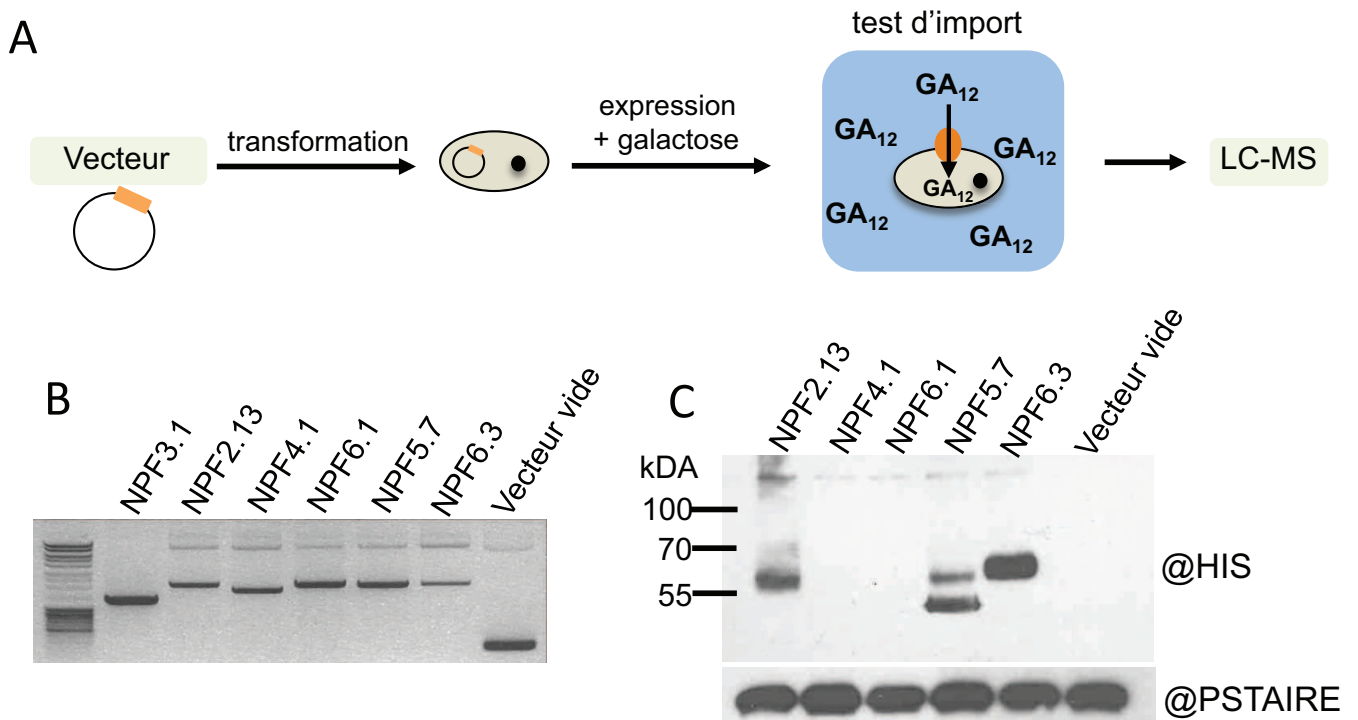 A
test d'import
Vecteur
transformation
expression
+ galactose
GA12
GA12
GA12
GA12
GA12
GA12
LC-MS
B
NPF3.1
NPF2.13
NPF4.1
NPF6.1
NPF5.7
NPF6.3
Vecteur vide
C
NPF2.13
NPF4.1
NPF6.1
NPF5.7
NPF6.3
Vecteur vide
kDA
100
70
55
@HIS
@PSTAIRE